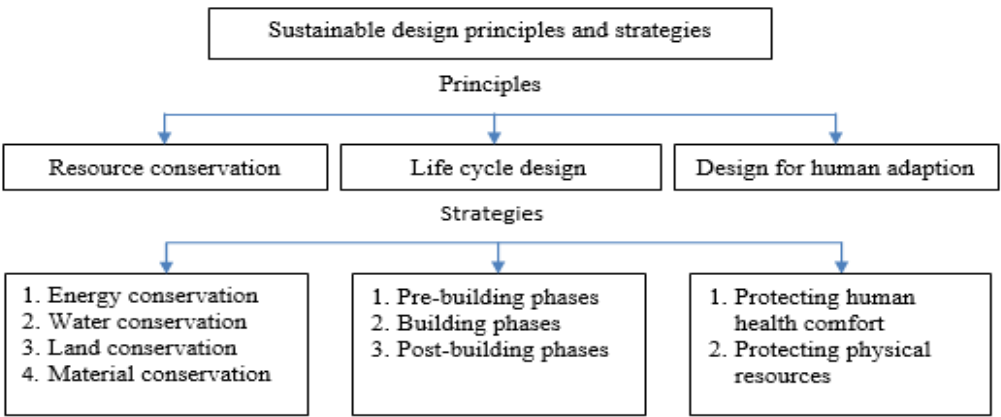 Sustainable design principles and strategies
Principles
Resource conservation
Life cycle design
Design for human adaption
Strategies
1. Energy conservation
2. Water conservation
3. Land conservation
4. Material conservation
1. Pre-building phases
2. Building phases
3. Post-building phases
1. Protecting human
health comfort
2. Protecting physical
resources